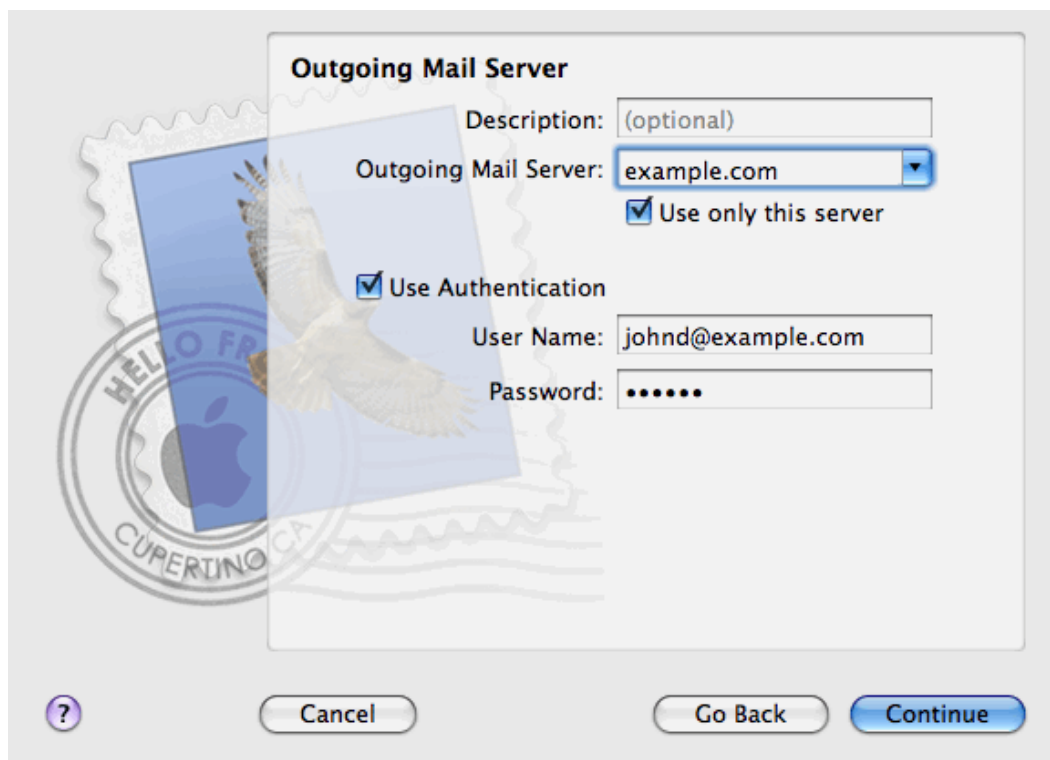 Outgoing Mail Server
Description: (optional)
Outgoing Mail Server: example.com
Use only this server
Use Authentication
User Name: johnd@example.com
Password: ••••••
HELLO FR
CUPERTINO CA
? Cancel Go Back Continue